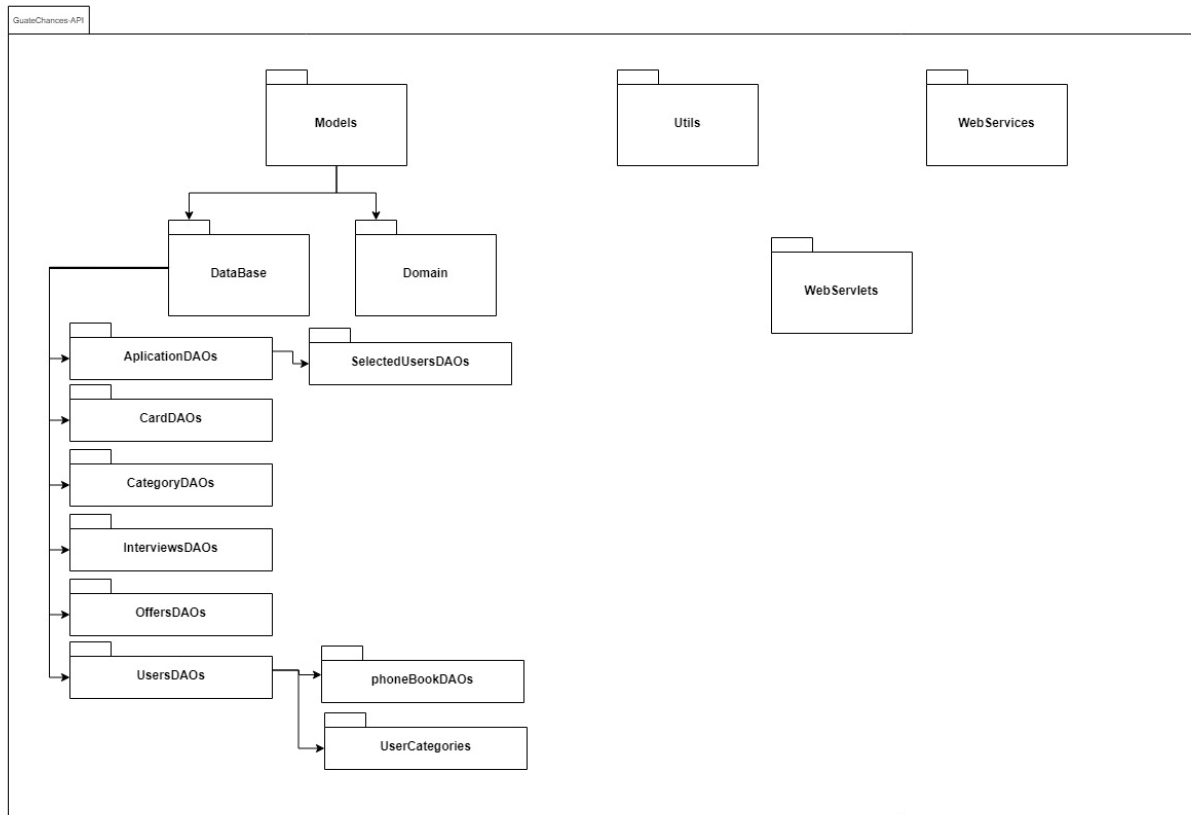 GuateChances-API
Models
Utils
WebServices
DataBase
Domain
WebServlets
AplicationDAOs
SelectedUsersDAOs
CardDAOs
CategoryDAOs
InterviewsDAOs
OffersDAOs
UsersDAOs
phoneBookDAOs
UserCategories